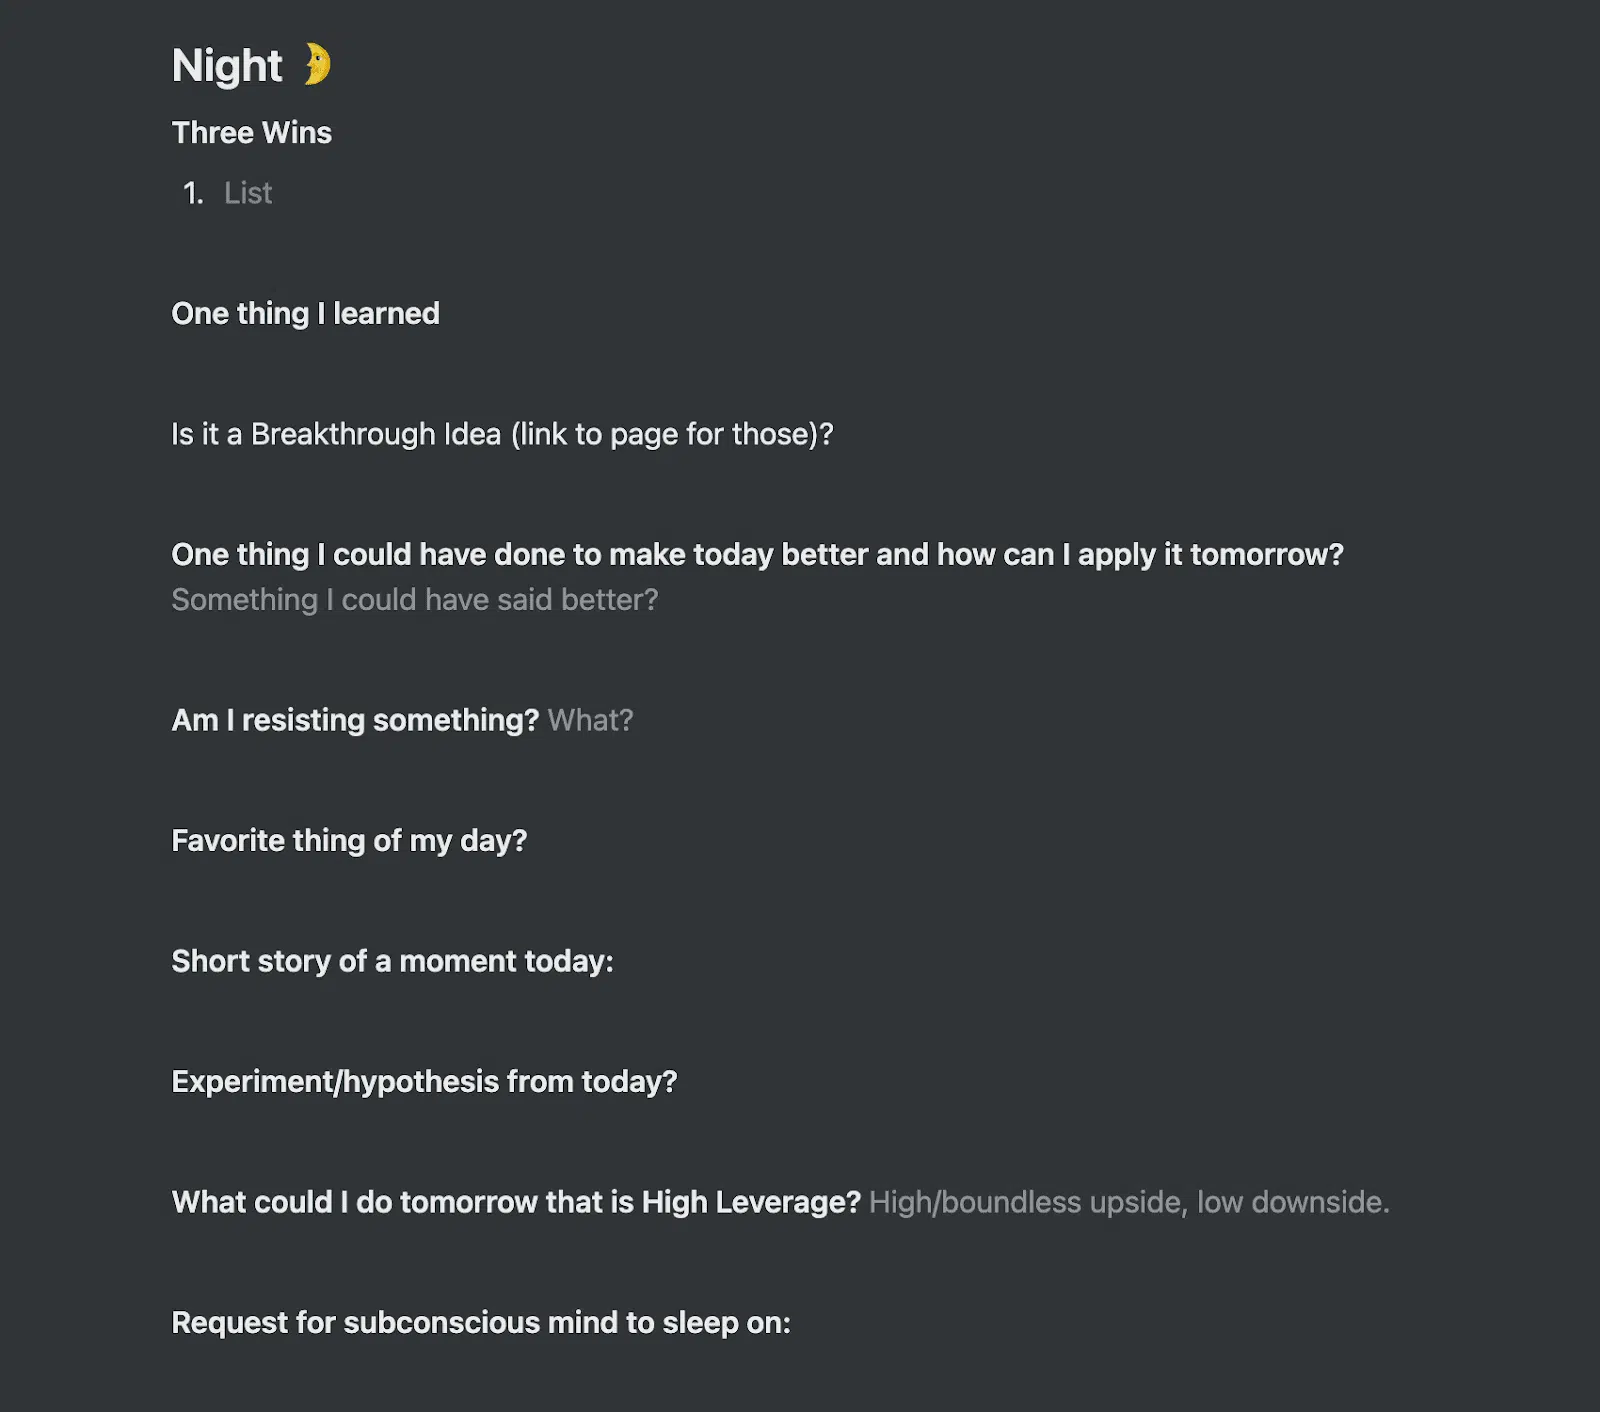 Night 🌛
Three Wins
1. List
One thing I learned
Is it a Breakthrough Idea (link to page for those)?
One thing I could have done to make today better and how can I apply it tomorrow?
Something I could have said better?
Am I resisting something? What?
Favorite thing of my day?
Short story of a moment today:
Experiment/hypothesis from today?
What could I do tomorrow that is High Leverage? High/boundless upside, low downside.
Request for subconscious mind to sleep on: